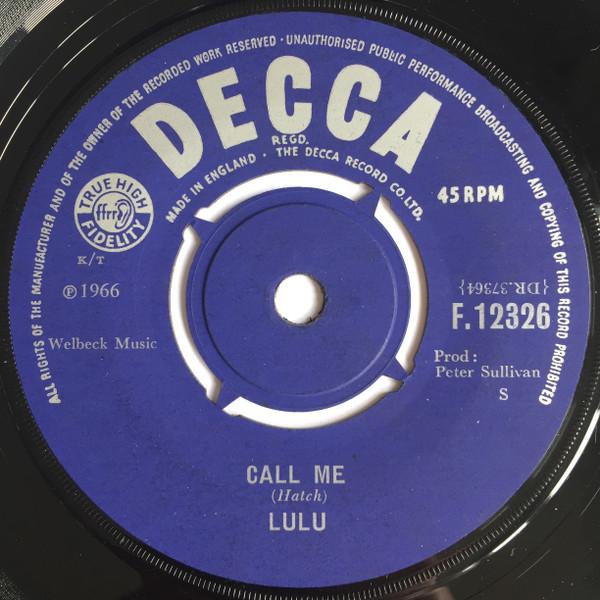 ALL RIGHTS OF THE MANUFACTURER AND OF THE OWNER OF THE RECORDED WORK RESERVED · UNAUTHORISED PUBLIC PERFORMANCE BROADCASTING AND COPYING OF THIS RECORD PROHIBITED
DECCA
REGD.
MADE IN ENGLAND · THE DECCA RECORD CO. LTD.
TRUE HIGH
ffrr
FIDELITY
45 RPM
K/T
℗ 1966
{DR.37364}
F.12326
Welbeck Music
Prod :
Peter Sullivan
S
CALL ME
(Hatch)
LULU